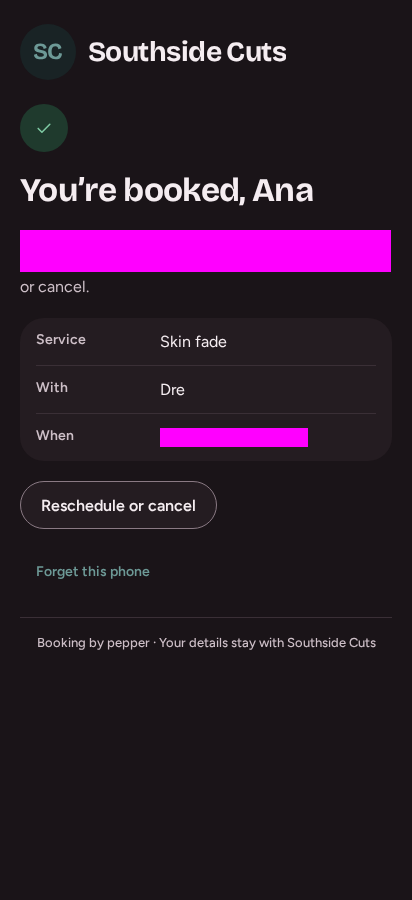 SC
Southside Cuts
You're booked, Ana
or cancel.
Service
Skin fade
With
Dre
When
Reschedule or cancel
Forget this phone
Booking by pepper · Your details stay with Southside Cuts